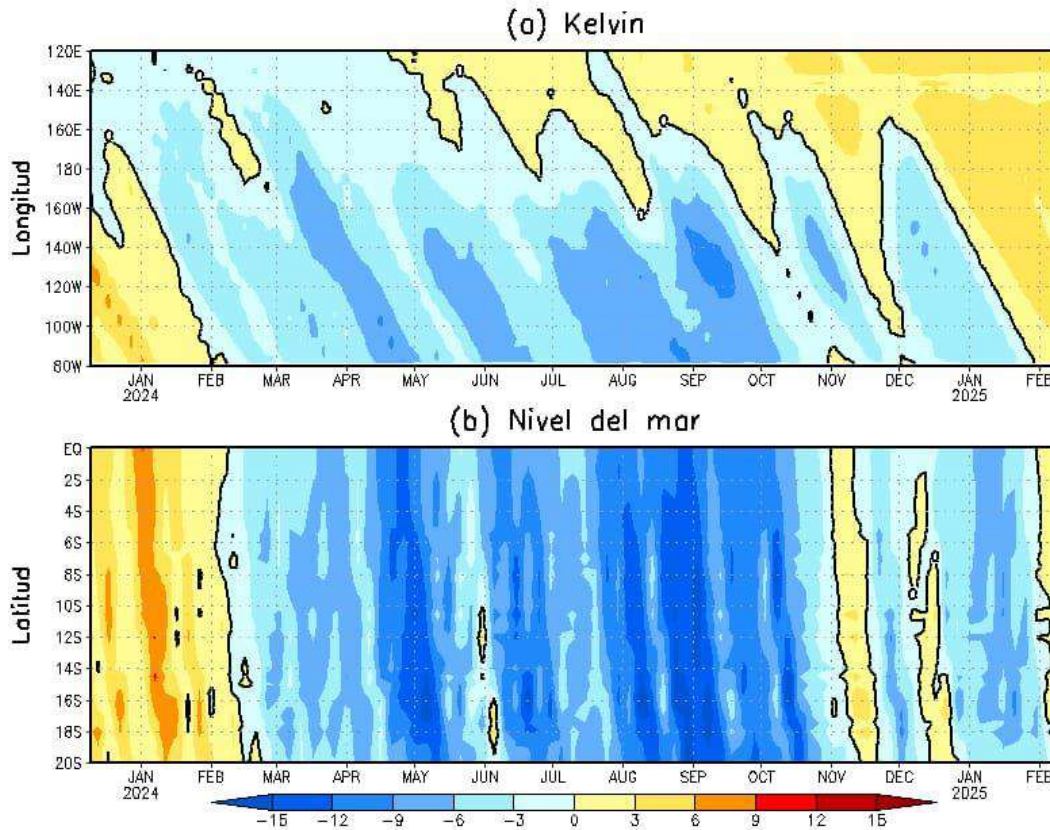 (a) Kelvin
120E
140E
160E
180
160W
140W
120W
100W
80W
Longitud
JAN FEB MAR APR MAY JUN JUL AUG SEP OCT NOV DEC JAN FEB
2024 2025
(b) Nivel del mar
EQ
2S
4S
6S
8S
10S
12S
14S
16S
18S
20S
Latitud
JAN FEB MAR APR MAY JUN JUL AUG SEP OCT NOV DEC JAN FEB
2024 2025
-15 -12 -9 -6 -3 0 3 6 9 12 15